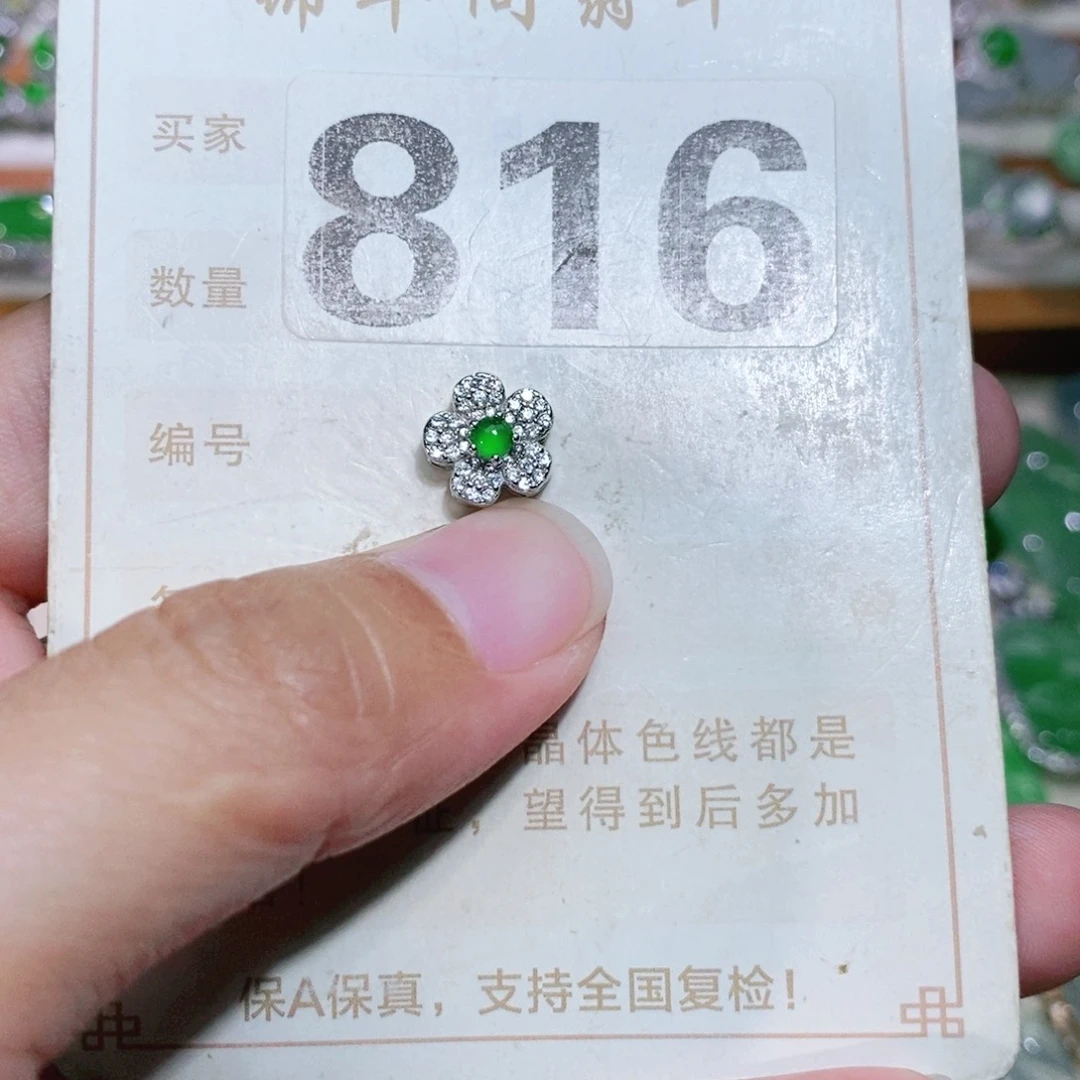 买家
816
数量
编号
晶体色线都是
证，望得到后多加
！
保A保真，支持全国复检！